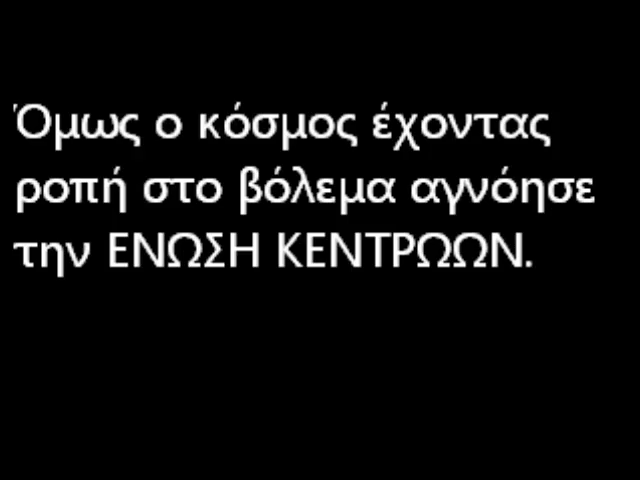 Όμως ο κόσμος έχοντας
ροπή στο βόλεμα αγνόησε
την ΕΝΩΣΗ ΚΕΝΤΡΩΩΝ.